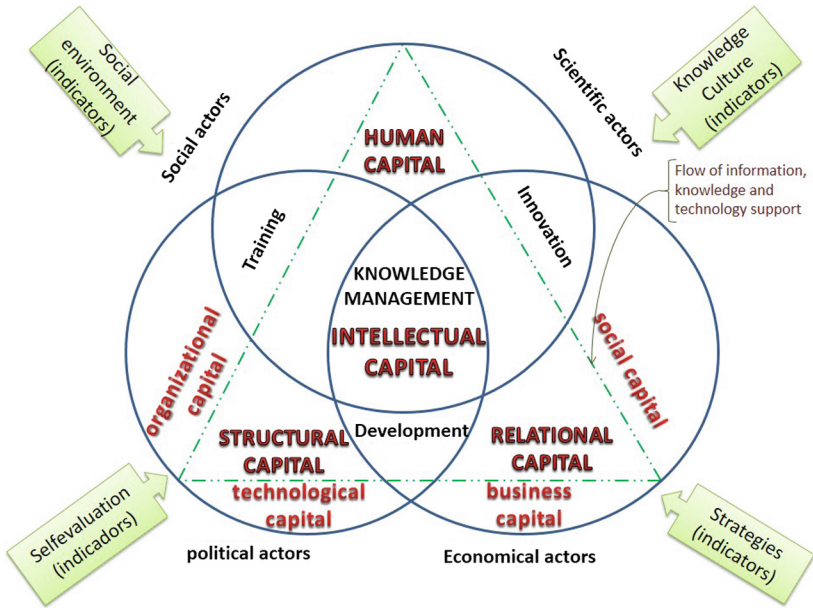 Social
environment
(indicators)
Knowledge
Culture
(indicators)
Social actors
Scientific actors
HUMAN
CAPITAL
Flow of information,
knowledge and
technology support
Training
Innovation
KNOWLEDGE
MANAGEMENT
INTELLECTUAL
CAPITAL
organizational
capital
social capital
Development
STRUCTURAL
CAPITAL
RELATIONAL
CAPITAL
technological
capital
business
capital
Selfevaluation
(indicadors)
Strategies
(indicators)
political actors
Economical actors